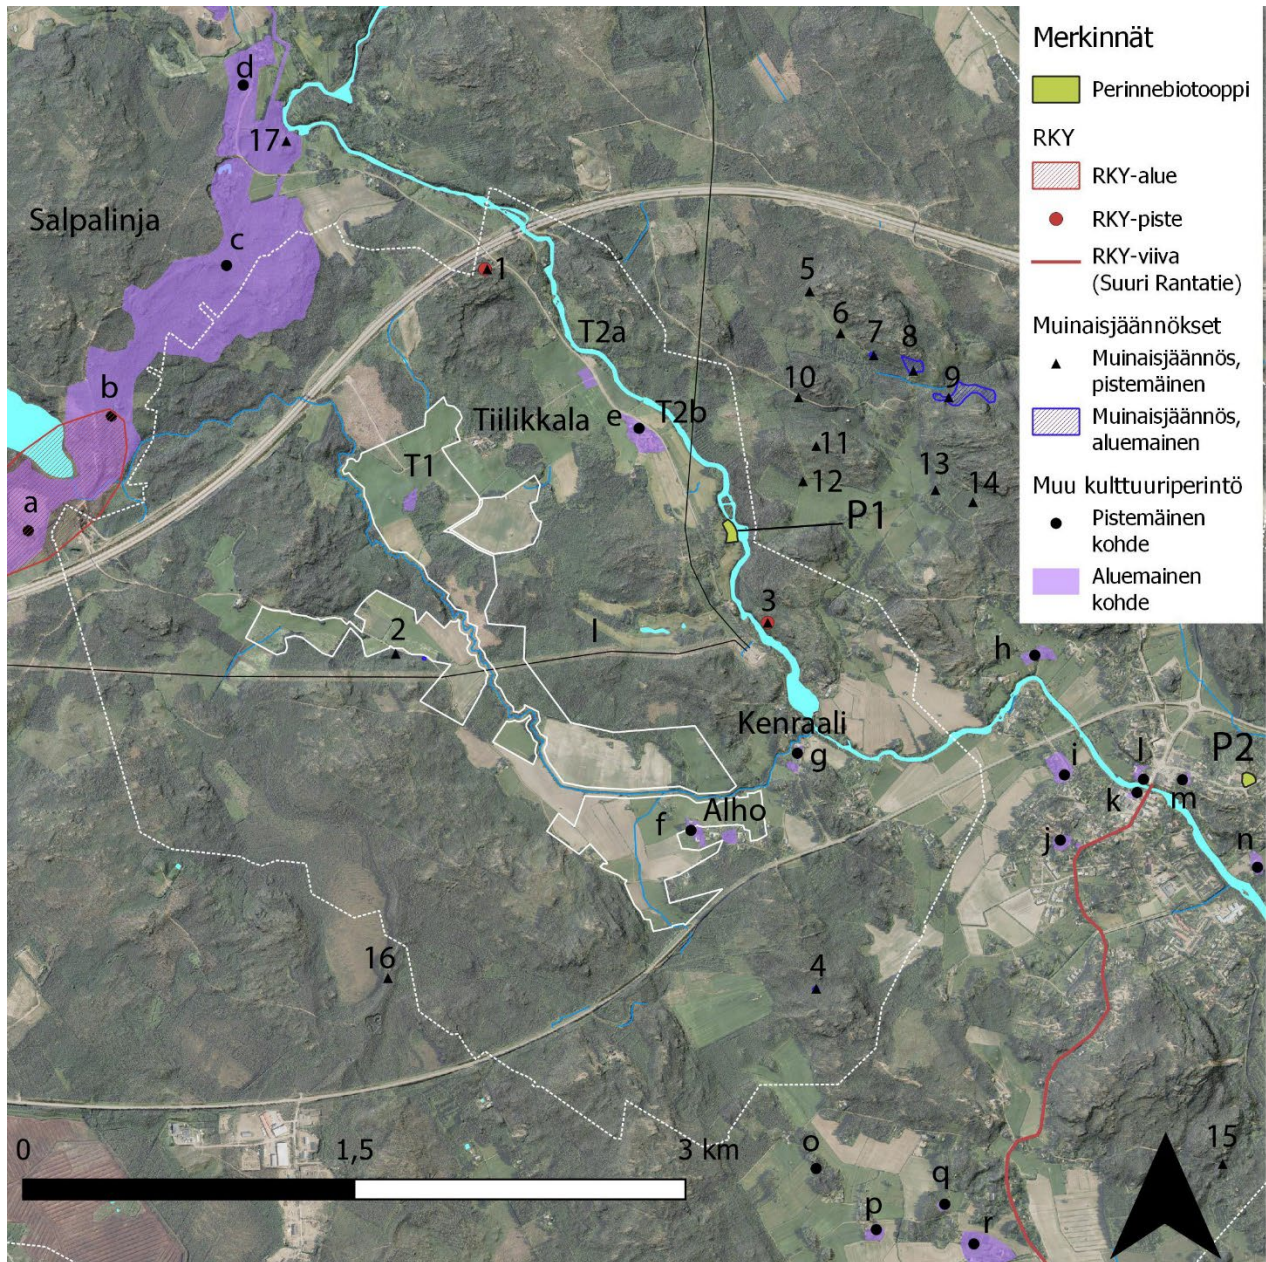 d
17
Salpalinja
c
1
b
a
T2a
Tiilikkala
e
T2b
T1
5
6
7
8
9
10
11
12
13
14
P1
2
I
3
Kenraali
g
h
Alho
f
i
l
k
m
P2
j
n
16
4
15
o
p
q
r
0
1,5
3 km
Merkinnät
Perinnebiotooppi
RKY
RKY-alue
RKY-piste
RKY-viiva
(Suuri Rantatie)
Muinaisjäännökset
Muinaisjäännös,
pistemäinen
Muinaisjäännös,
aluemainen
Muu kulttuuriperintö
Pistemäinen
kohde
Aluemainen
kohde